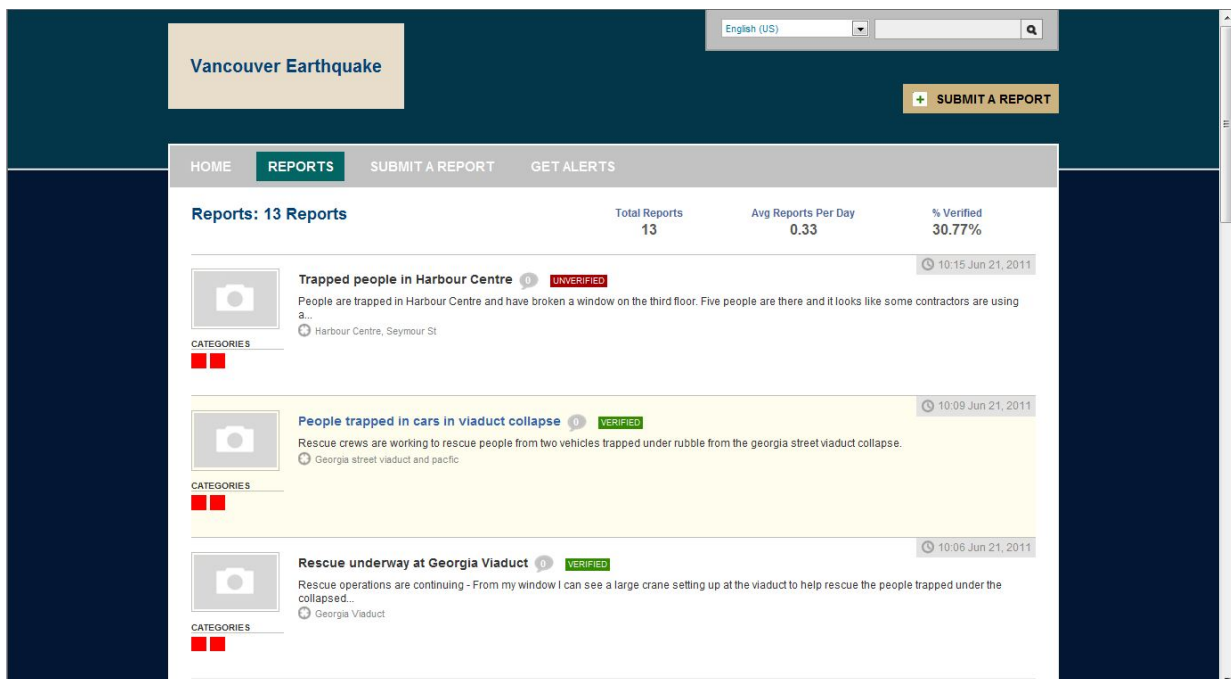 English (US)
Vancouver Earthquake
SUBMIT A REPORT
HOME REPORTS SUBMIT A REPORT GET ALERTS
Reports: 13 Reports
Total Reports Avg Reports Per Day % Verified
13 0.33 30.77%
10:15 Jun 21, 2011
Trapped people in Harbour Centre 0 UNVERIFIED
People are trapped in Harbour Centre and have broken a window on the third floor. Five people are there and it looks like some contractors are using
a...
Harbour Centre, Seymour St
CATEGORIES
10:09 Jun 21, 2011
People trapped in cars in viaduct collapse 0 VERIFIED
Rescue crews are working to rescue people from two vehicles trapped under rubble from the georgia street viaduct collapse.
Georgia street viaduct and pacfic
CATEGORIES
10:06 Jun 21, 2011
Rescue underway at Georgia Viaduct 0 VERIFIED
Rescue operations are continuing - From my window I can see a large crane setting up at the viaduct to help rescue the people trapped under the
collapsed...
Georgia Viaduct
CATEGORIES